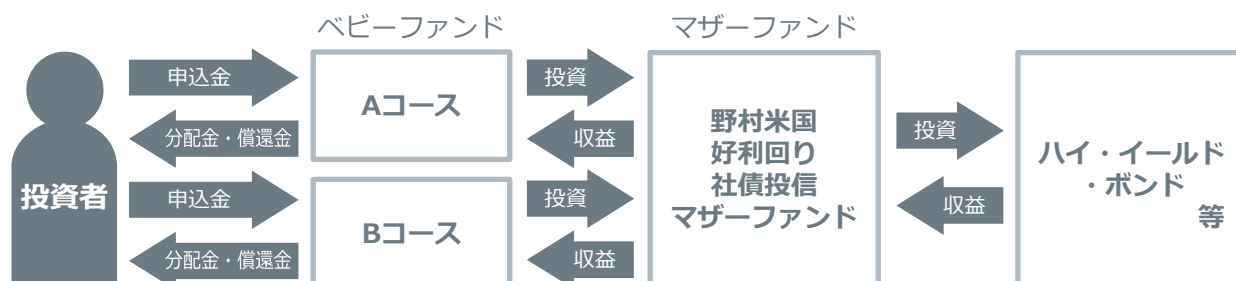 ベビーファンド
マザーファンド
投資者
申込金
分配金・償還金
申込金
分配金・償還金
Aコース
Bコース
投資
収益
投資
収益
野村米国
好利回り
社債投信
マザーファンド
投資
収益
ハイ・イールド
・ボンド
等